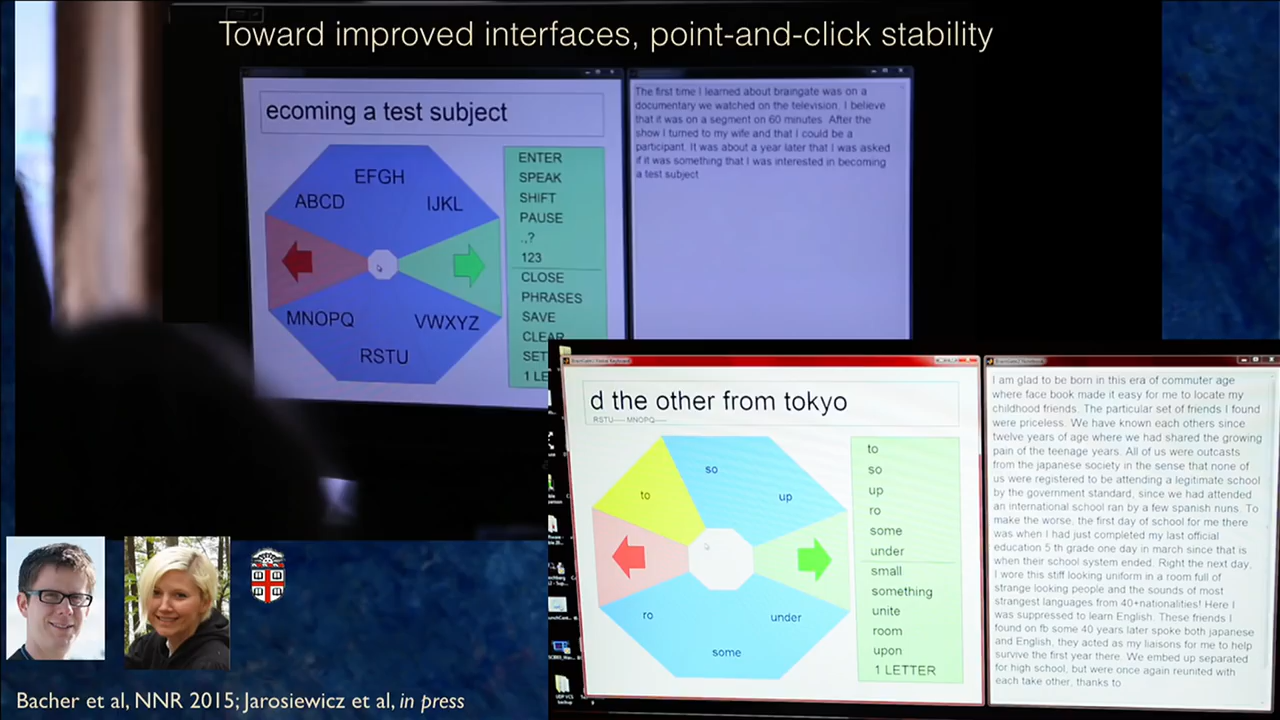 Toward improved interfaces, point-and-click stability
ecoming a test subject
EFGH
ABCD
IJKL
MNOPQ
VWXYZ
RSTU
ENTER
SPEAK
SHIFT
PAUSE
.,?
123
CLOSE
PHRASES
SAVE
CLEAR
SET
1 LE
The first time I learned about braingate was on a
documentary we watched on the television. I believe
that it was on a segment on 60 minutes. After the
show I turned to my wife and that I could be a
participant. It was about a year later that I was asked
if it was something that I was interested in becoming
a test subject
d the other from tokyo
RSTU---- MNOPQ----
so
to
up
ro
under
some
to
so
up
ro
some
under
small
something
unite
room
upon
1 LETTER
I am glad to be born in this era of commuter age
where face book made it easy for me to locate my
childhood friends. The particular set of friends I found
were priceless. We have known each others since
twelve years of age where we had shared the growing
pain of the teenage years. All of us were outcasts
from the japanese society in the sense that none of
us were registered to be attending a legitimate school
by the government standard, since we had attended
an international school ran by a few spanish nuns. To
make the worse, the first day of school for me there
was when I had just completed my last official
education 5 th grade one day in march since that is
when their school system ended. Right the next day,
I wore this stiff looking uniform in a room full of
strange looking people and the sounds of most
strangest languages from 40+nationalities! Here I
was suppressed to learn English. These friends I
found on fb some 40 years later spoke both japanese
and English, they acted as my liaisons for me to help
survive the first year there. We embed up separated
for high school, but were once again reunited with
each take other, thanks to
Bacher et al, NNR 2015; Jarosiewicz et al, in press